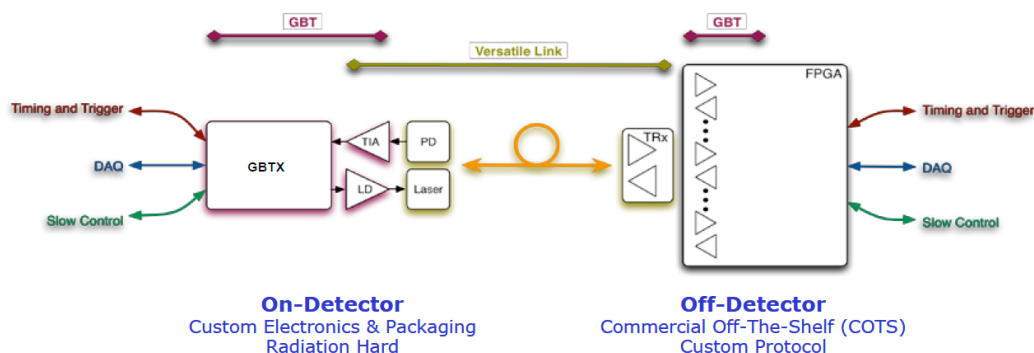 GBT
GBT
Versatile Link
FPGA
Timing and Trigger
Timing and Trigger
TIA
PD
TRx
GBTX
DAQ
DAQ
LD
Laser
Slow Control
Slow Control
On-Detector
Custom Electronics & Packaging
Radiation Hard
Off-Detector
Commercial Off-The-Shelf (COTS)
Custom Protocol